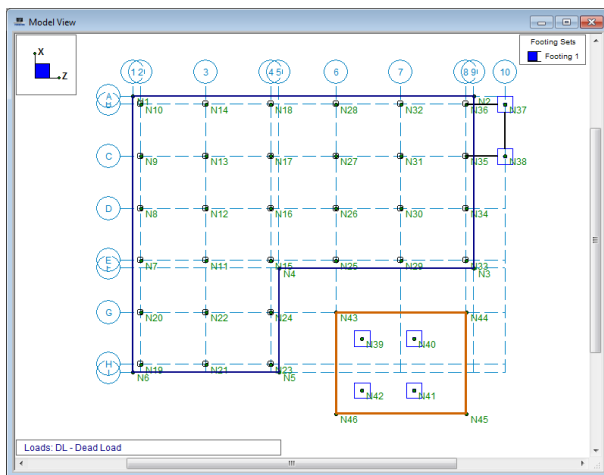 Model View
X
Z
Footing Sets
Footing 1
1 2 3 4 5 6 7 8 9 10
A
B
N1 N2
N10 N14 N18 N28 N32 N36 N37
C
N9 N13 N17 N27 N31 N35 N38
D
N8 N12 N16 N26 N30 N34
E
N7 N11 N15 N25 N29 N33
N4 N3
G
N20 N22 N24 N43 N44
N39 N40
H
N19 N21 N23
N6 N5
N42 N41
N46 N45
Loads: DL - Dead Load